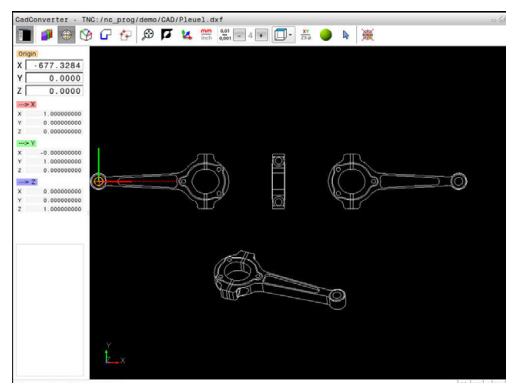 CadConverter - TNC:/nc_prog/demo/CAD/Pleuel.dxf
mm
inch
0,01
0,001
4
XY
Origin
X -677.3284
Y 0.0000
Z 0.0000
---> X
X 1.000000000
Y 0.000000000
Z 0.000000000
---> Y
X -0.000000000
Y 1.000000000
Z 0.000000000
---> Z
X 0.000000000
Y 0.000000000
Z 1.000000000
Y
Z
X